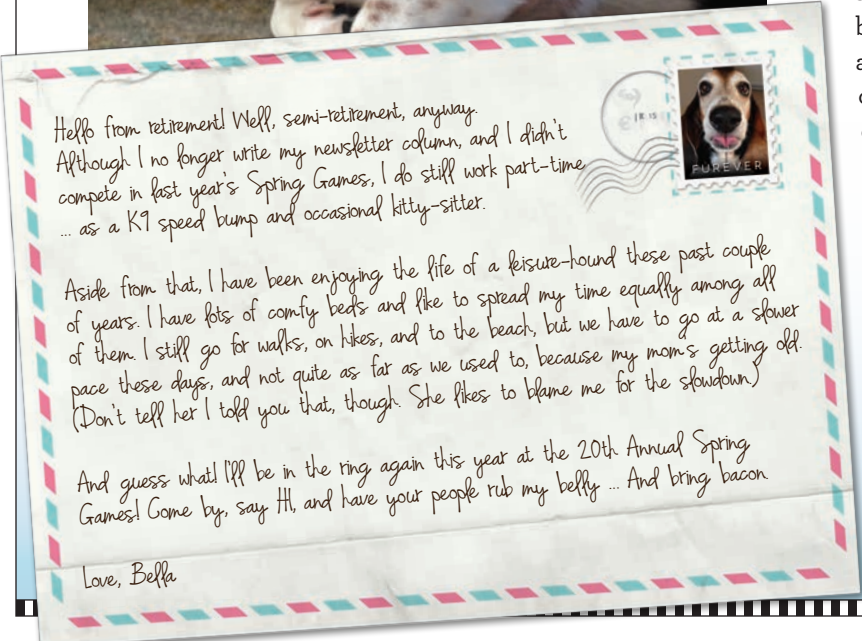 Hello from retirement! Well, semi-retirement, anyway.
Although I no longer write my newsletter column, and I didn't
compete in last year's Spring Games, I do still work part-time
... as a K9 speed bump and occasional kitty-sitter.
FUREVER
Aside from that, I have been enjoying the life of a leisure-hound these past couple
of years. I have lots of comfy beds and like to spread my time equally among all
of them. I still go for walks, on hikes, and to the beach, but we have to go at a slower
pace these days, and not quite as far as we used to, because my mom's getting old.
(Don't tell her I told you that, though. She likes to blame me for the slowdown.)
And guess what! I'll be in the ring again this year at the 20th Annual Spring
Games! Come by, say HI, and have your people rub my belly ... And bring bacon.
Love, Bella